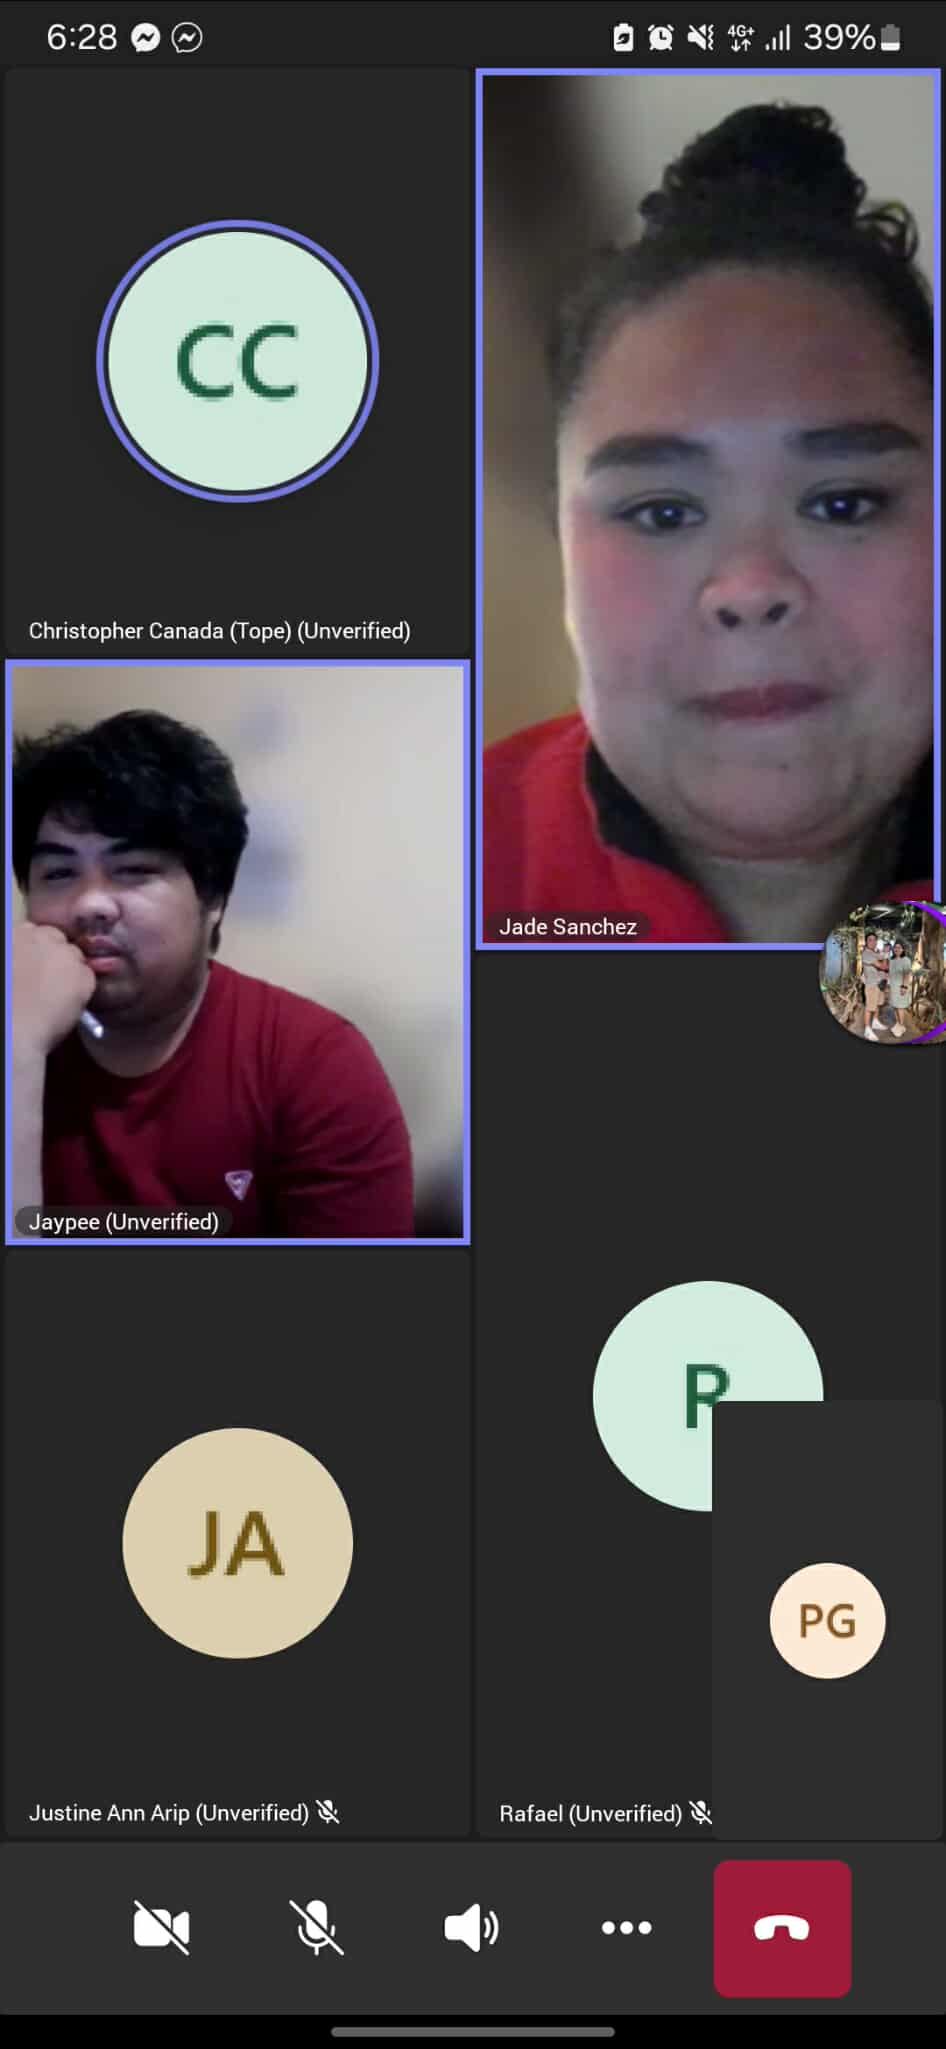 6:28
4G+ 39%
CC
Christopher Canada (Tope) (Unverified)
Jade Sanchez
Jaypee (Unverified)
JA
Justine Ann Arip (Unverified)
R
Rafael (Unverified)
PG